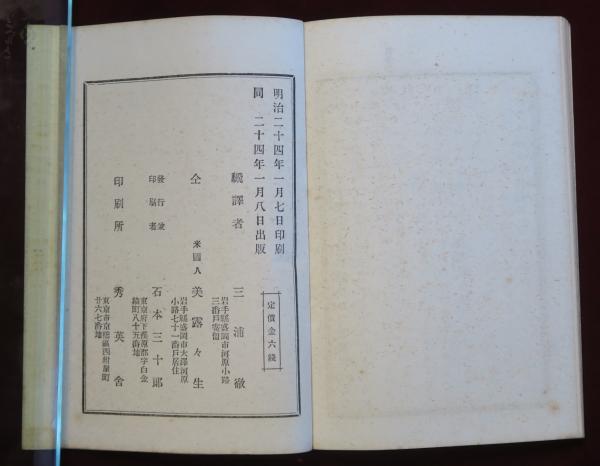 明治二十四年一月七日印刷
同 二十四年一月八日出版
定價金六錢
飜譯者 三浦徹
岩手縣盛岡市河原小路
三番戶寄留
仝 米國人 美露々生
岩手縣盛岡市大澤河原
小路七十一番戶居住
發行兼
印刷者 石本三十郎
東京府下荏原郡字白金
猿町八十五番地
印刷所 秀英舍
東京市京橋區西紺屋町
廿六七番地